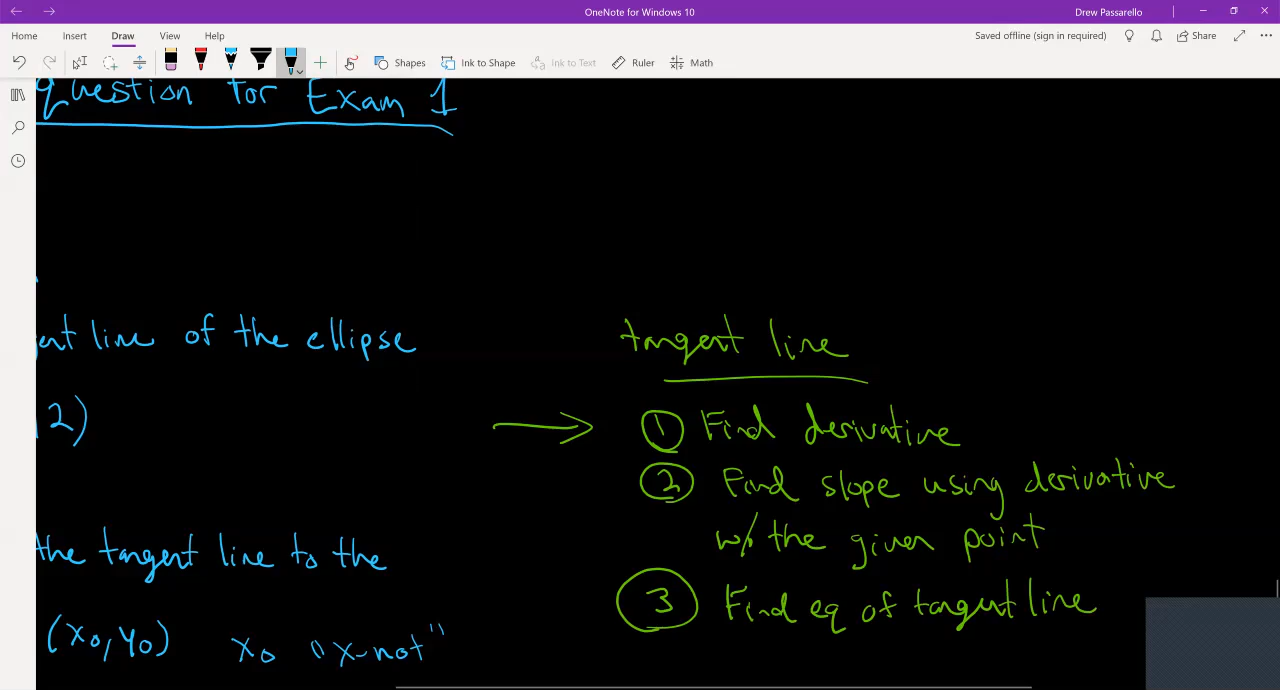 OneNote for Windows 10
Drew Passarello
Home Insert Draw View Help
Saved offline (sign in required)
Share
Shapes
Ink to Shape
Ink to Text
Ruler
Math
question for Exam 1
ent line of the ellipse
, 2)
the tangent line to the
(x0, y0) x0 "x-not"
tangent line
1 Find derivative
2 Find slope using derivative
w/ the given point
3 Find eq of tangent line